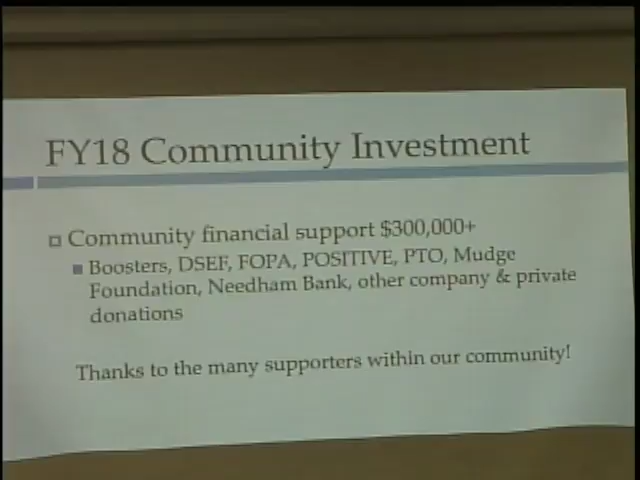 FY18 Community Investment
Community financial support $300,000+
Boosters, DSEF, FOPA, POSITIVE, PTO, Mudge
Foundation, Needham Bank, other company & private
donations
Thanks to the many supporters within our community!